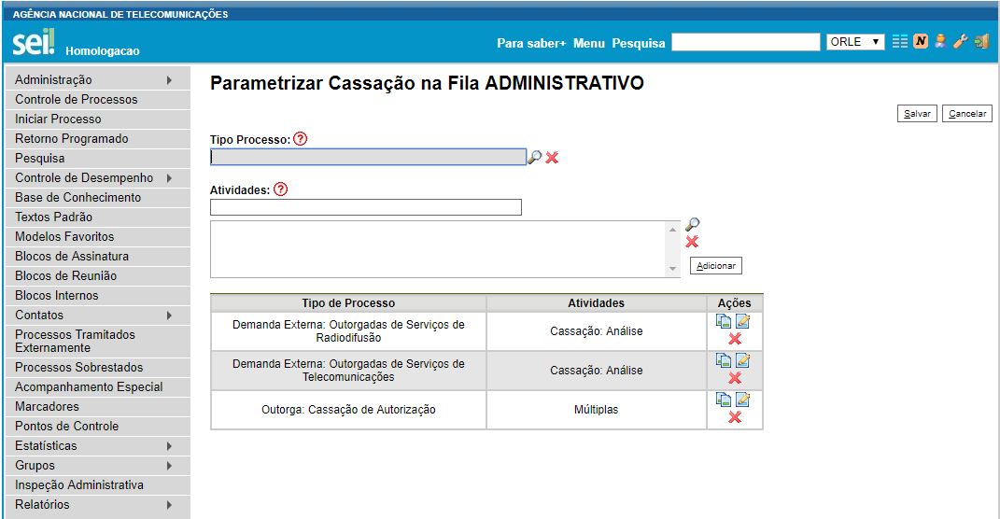 AGÊNCIA NACIONAL DE TELECOMUNICAÇÕES
sei!
Homologacao
Para saber+ Menu Pesquisa
ORLE
N
Administração
Controle de Processos
Iniciar Processo
Retorno Programado
Pesquisa
Controle de Desempenho
Base de Conhecimento
Textos Padrão
Modelos Favoritos
Blocos de Assinatura
Blocos de Reunião
Blocos Internos
Contatos
Processos Tramitados
Externamente
Processos Sobrestados
Acompanhamento Especial
Marcadores
Pontos de Controle
Estatísticas
Grupos
Inspeção Administrativa
Relatórios
Parametrizar Cassação na Fila ADMINISTRATIVO
Salvar Cancelar
Tipo Processo: ?
Atividades: ?
Adicionar
Tipo de Processo Atividades Ações
Demanda Externa: Outorgadas de Serviços de
Radiodifusão
Cassação: Análise
Demanda Externa: Outorgadas de Serviços de
Telecomunicações
Cassação: Análise
Outorga: Cassação de Autorização Múltiplas